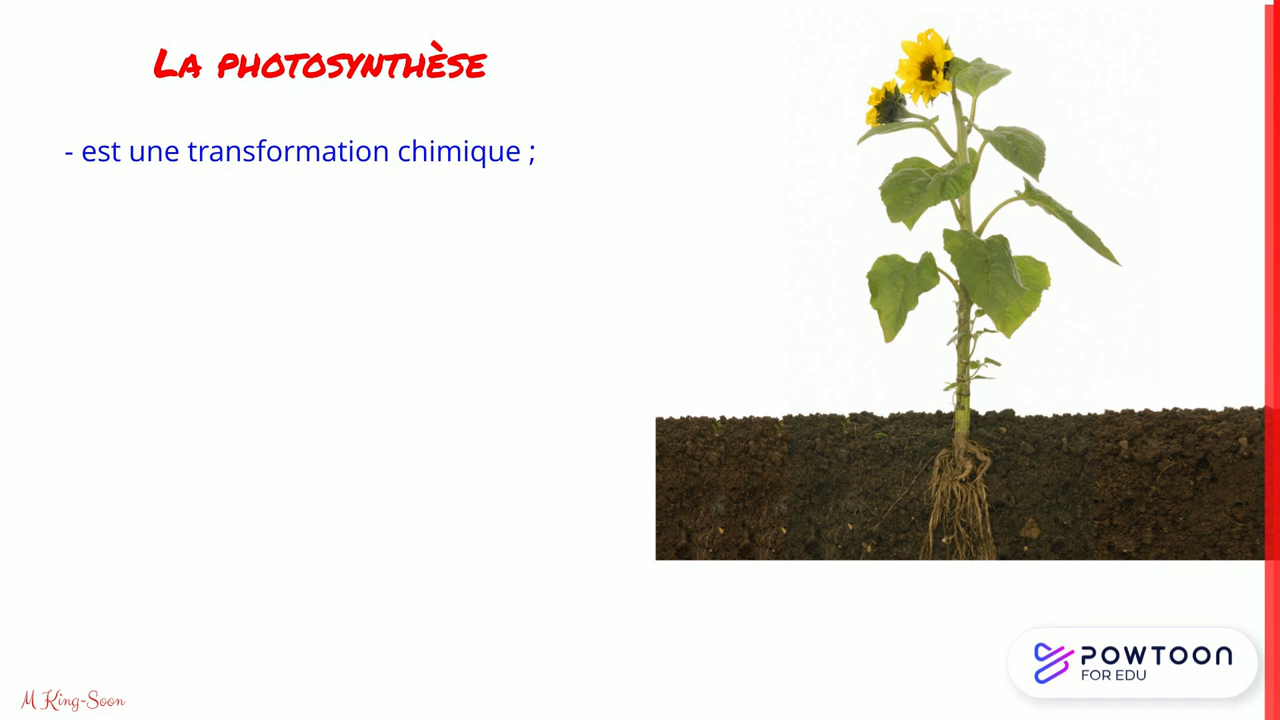 La photosynthèse
- est une transformation chimique ;
POWTOON
FOR EDU
M King-Soon